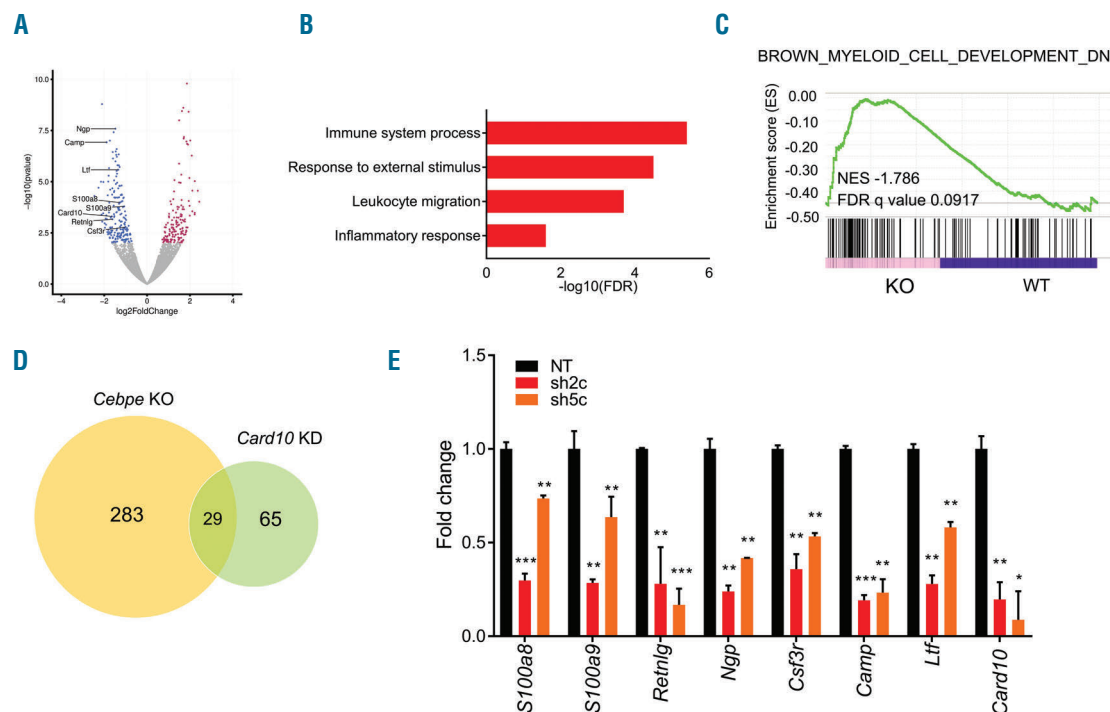 A
10.0
7.5
5.0
2.5
0.0
-log10(pvalue)
Ngp
Camp
Ltf
S100a8
S100a9
Card10
Retnlg
Csf3r
-4 -2 0 2 4
log2FoldChange
B
Immune system process
Response to external stimulus
Leukocyte migration
Inflammatory response
0 2 4 6
-log10(FDR)
C
BROWN_MYELOID_CELL_DEVELOPMENT_DN
Enrichment score (ES)
0.00
-0.10
-0.20
-0.30
-0.40
-0.50
NES -1.786
FDR q value 0.0917
KO WT
D
Cebpe KO
Card10 KD
283 29 65
E
NT
sh2c
sh5c
Fold change
1.5
1.0
0.5
0.0
*** **
** **
** ***
** **
** **
*** **
** **
** *
S100a8
S100a9
Retnlg
Ngp
Csf3r
Camp
Ltf
Card10